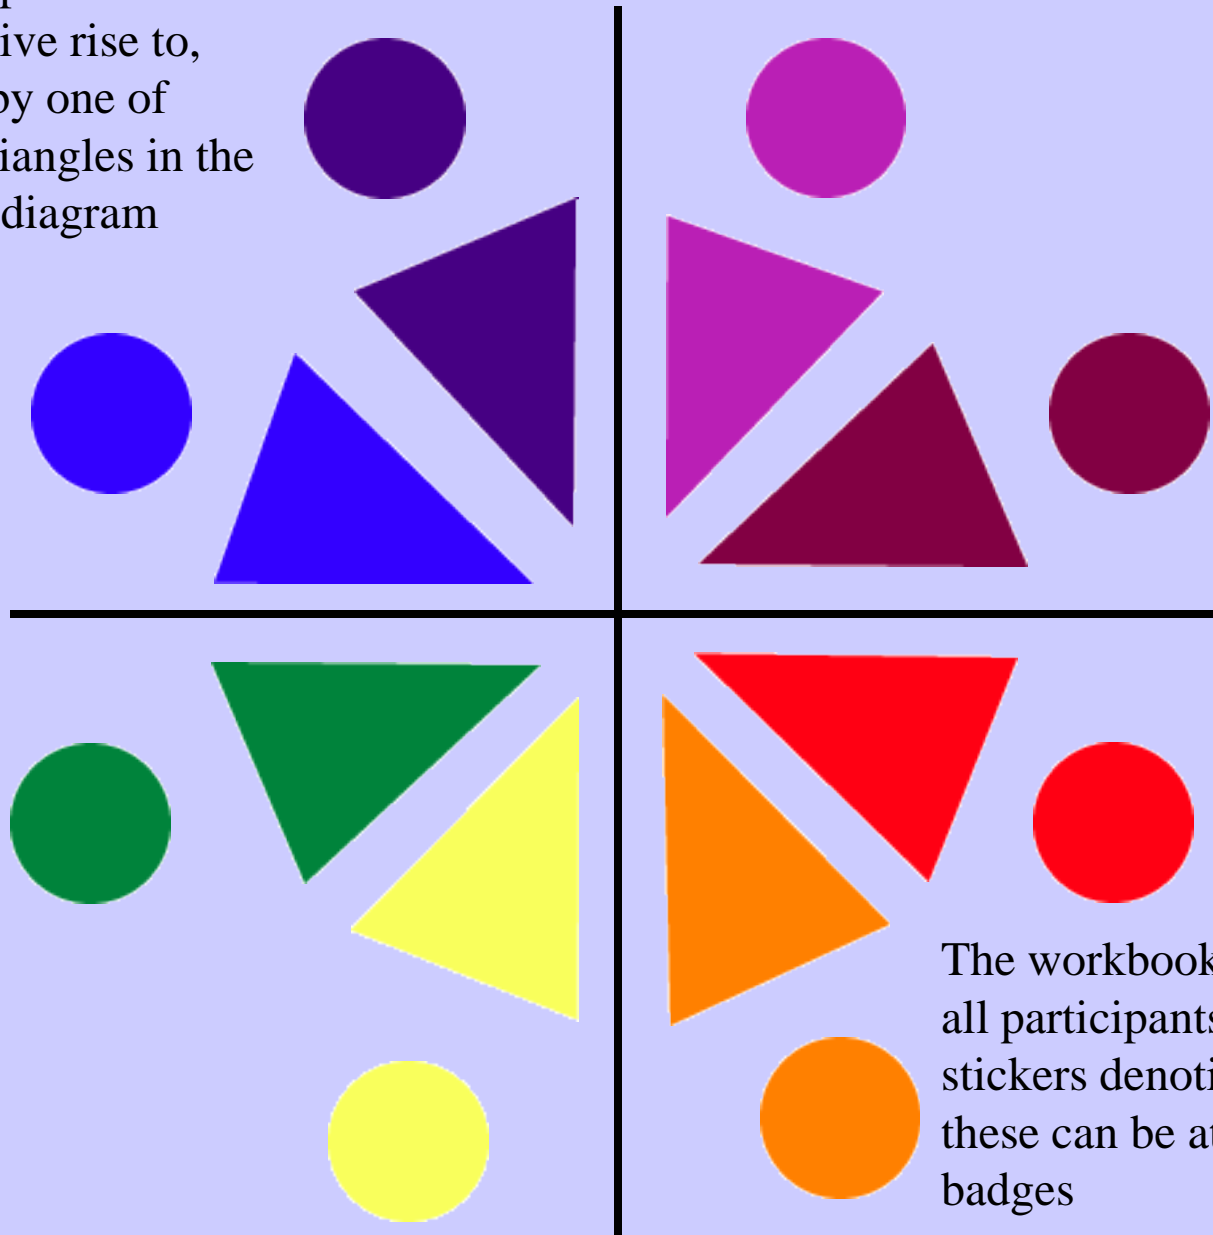 ive rise to,
by one of
iangles in the
diagram
The workbook
all participants
stickers denoti
these can be at
badges